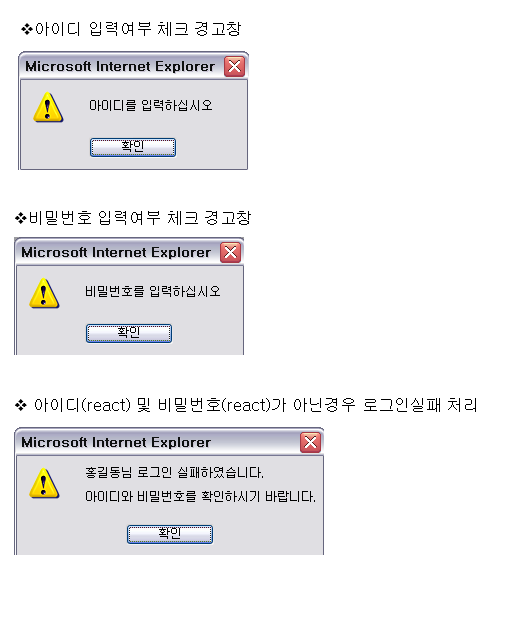 ❖아이디 입력여부 체크 경고창
Microsoft Internet Explorer
아이디를 입력하십시오
확인
❖비밀번호 입력여부 체크 경고창
Microsoft Internet Explorer
비밀번호를 입력하십시오
확인
❖ 아이디(react) 및 비밀번호(react)가 아닌경우 로그인실패 처리
Microsoft Internet Explorer
홍길동님 로그인 실패하였습니다.
아이디와 비밀번호를 확인하시기 바랍니다.
확인